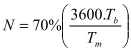 N = 70% (3600.T_b / T_m)